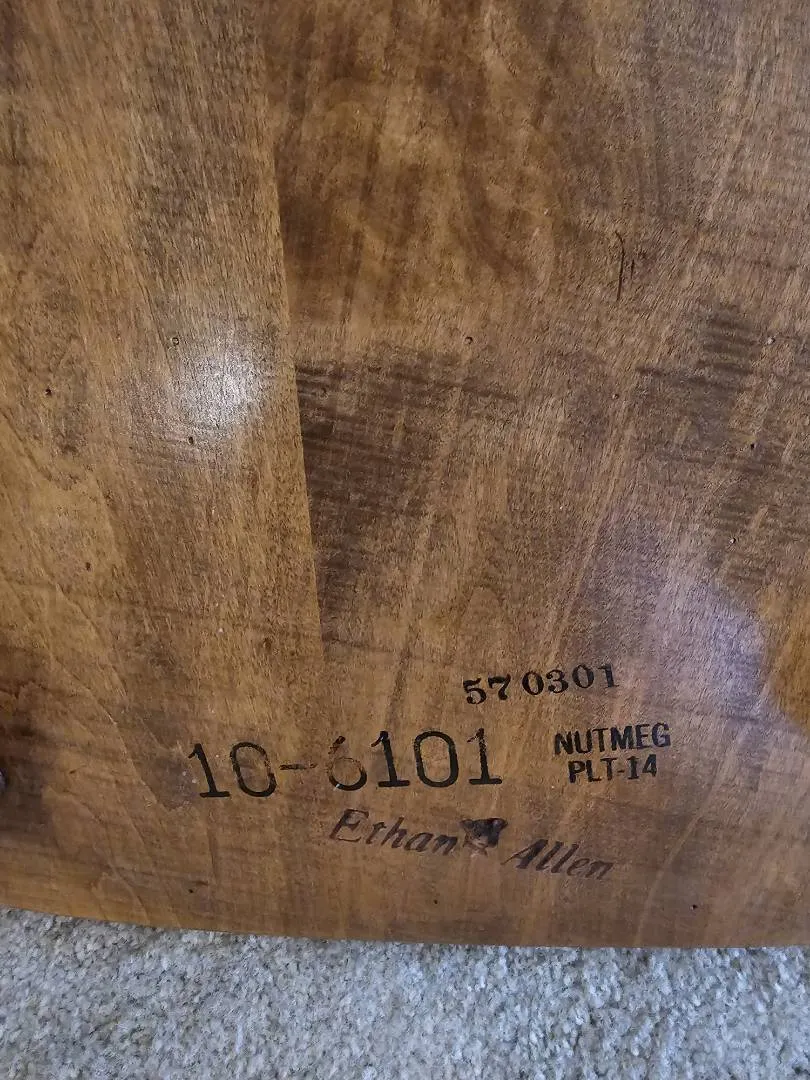 570301
10-6101 NUTMEG
PLT-14
Ethan Allen